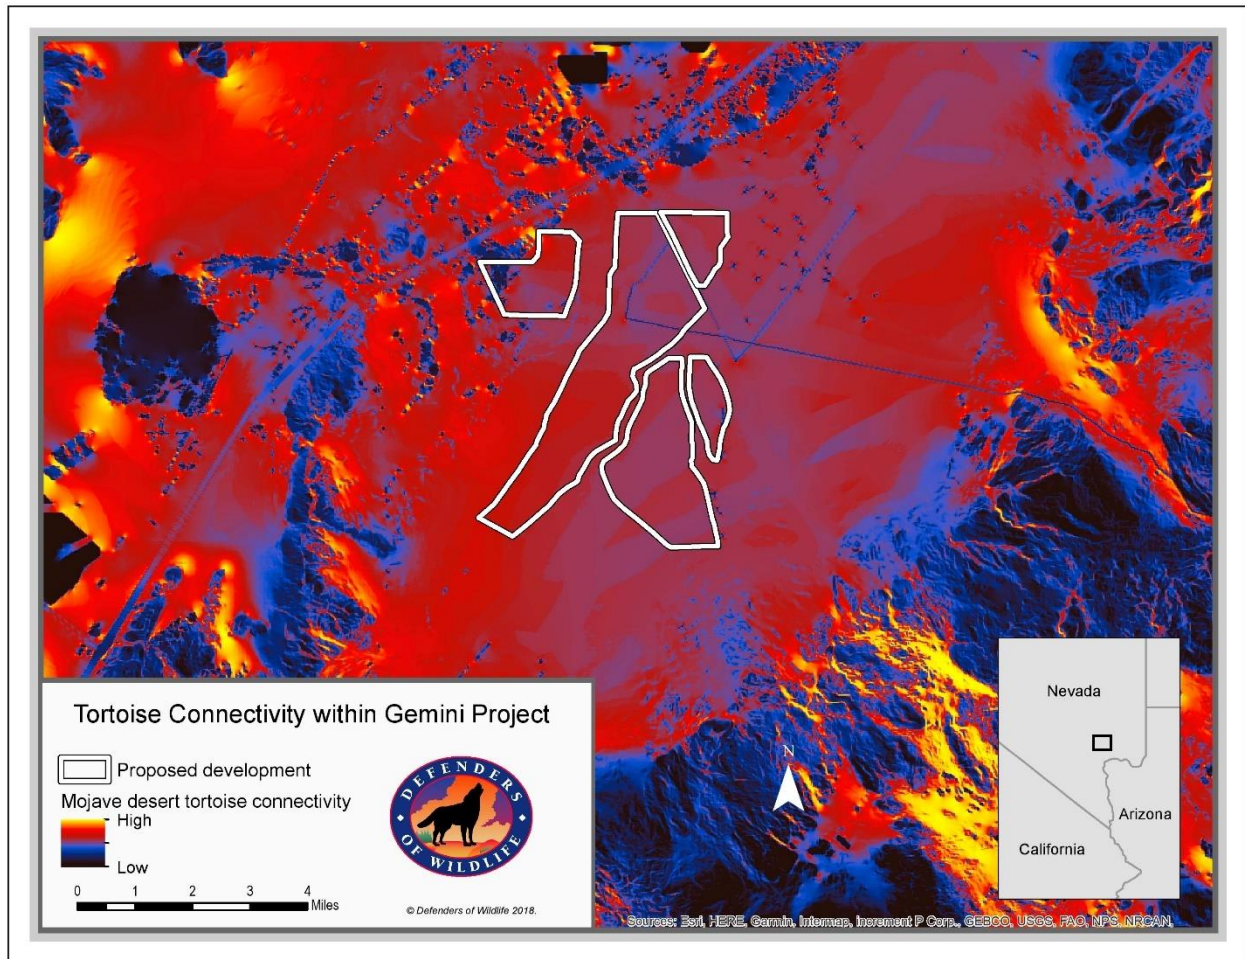 Tortoise Connectivity within Gemini Project
Proposed development
Mojave desert tortoise connectivity
High
Low
0 1 2 3 4
Miles
DEFENDERS
OF WILDLIFE
© Defenders of Wildlife 2018.
N
Nevada
Arizona
California
Sources: Esri, HERE, Garmin, Intermap, increment P Corp., GEBCO, USGS, FAO, NPS, NRCAN,